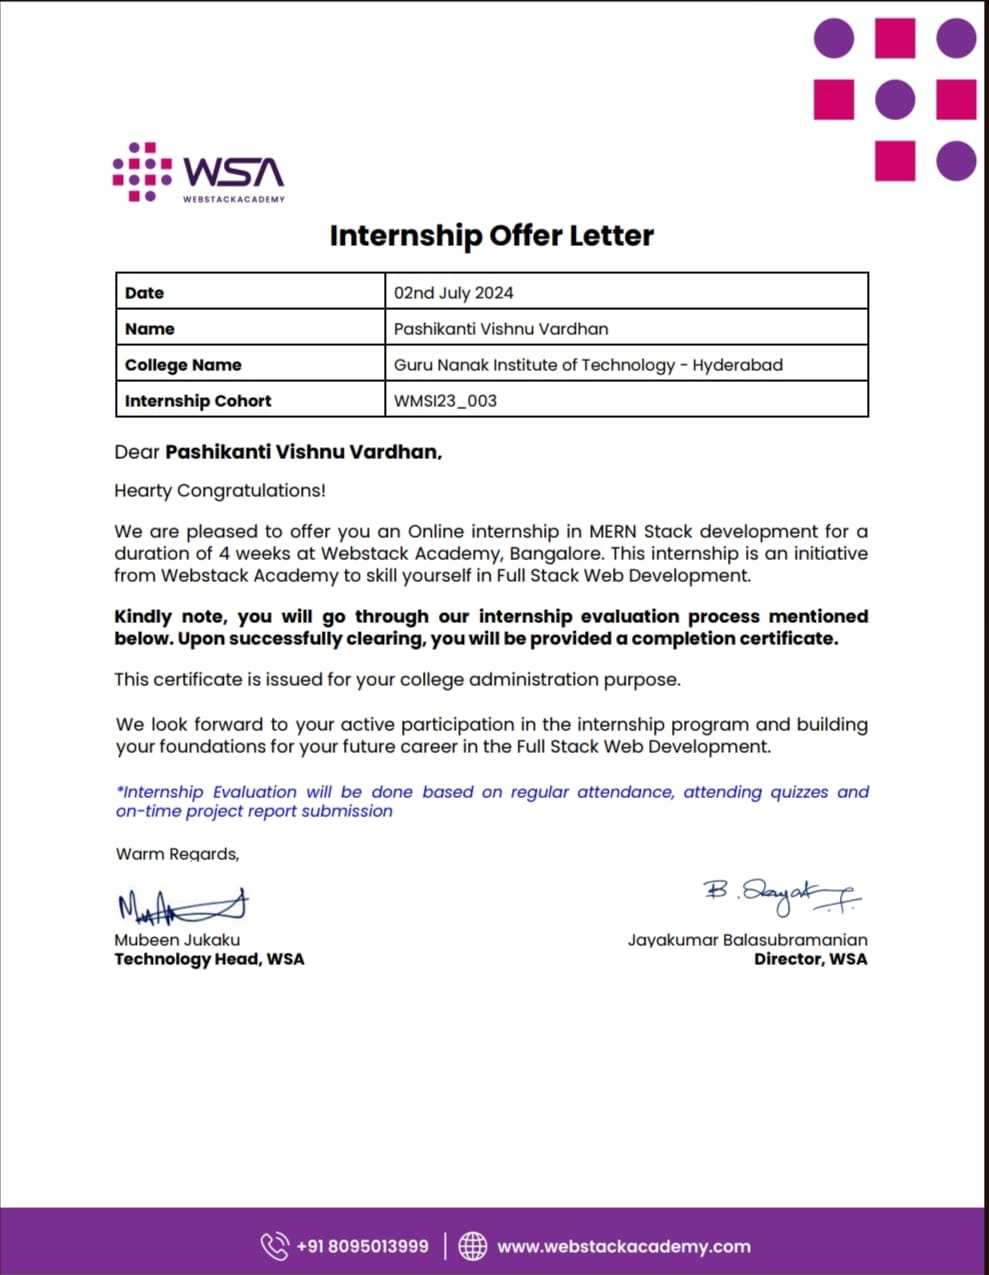 WSA
WEBSTACKACADEMY
Internship Offer Letter
Date 02nd July 2024
Name Pashikanti Vishnu Vardhan
College Name Guru Nanak Institute of Technology - Hyderabad
Internship Cohort WMSI23_003
Dear Pashikanti Vishnu Vardhan,
Hearty Congratulations!
We are pleased to offer you an Online internship in MERN Stack development for a
duration of 4 weeks at Webstack Academy, Bangalore. This internship is an initiative
from Webstack Academy to skill yourself in Full Stack Web Development.
Kindly note, you will go through our internship evaluation process mentioned
below. Upon successfully clearing, you will be provided a completion certificate.
This certificate is issued for your college administration purpose.
We look forward to your active participation in the internship program and building
your foundations for your future career in the Full Stack Web Development.
*Internship Evaluation will be done based on regular attendance, attending quizzes and
on-time project report submission
Warm Regards,
Mubeen Jukaku
Technology Head, WSA
B. Jayak
Jayakumar Balasubramanian
Director, WSA
+91 8095013999 | www.webstackacademy.com